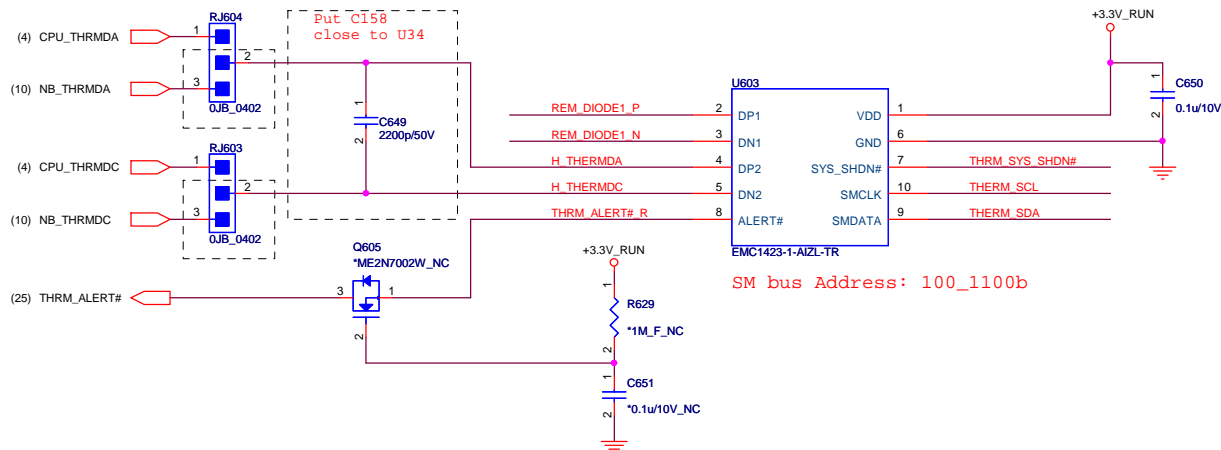 RJ604
(4) CPU_THRMDA
1
2
(10) NB_THRMDA
3
0JB_0402
Put C158
close to U34
1
C649
2200p/50V
2
RJ603
(4) CPU_THRMDC
1
2
(10) NB_THRMDC
3
0JB_0402
+3.3V_RUN
1
C650
0.1u/10V
2
U603
REM_DIODE1_P 2 DP1 VDD 1
REM_DIODE1_N 3 DN1 GND 6
H_THERMDA 4 DP2 SYS_SHDN# 7 THRM_SYS_SHDN#
H_THERMDC 5 DN2 SMCLK 10 THERM_SCL
THRM_ALERT#_R 8 ALERT# SMDATA 9 THERM_SDA
EMC1423-1-AIZL-TR
SM bus Address: 100_1100b
Q605
*ME2N7002W_NC
(25) THRM_ALERT#
3
1
2
+3.3V_RUN
1
R629
*1M_F_NC
2
1
C651
*0.1u/10V_NC
2